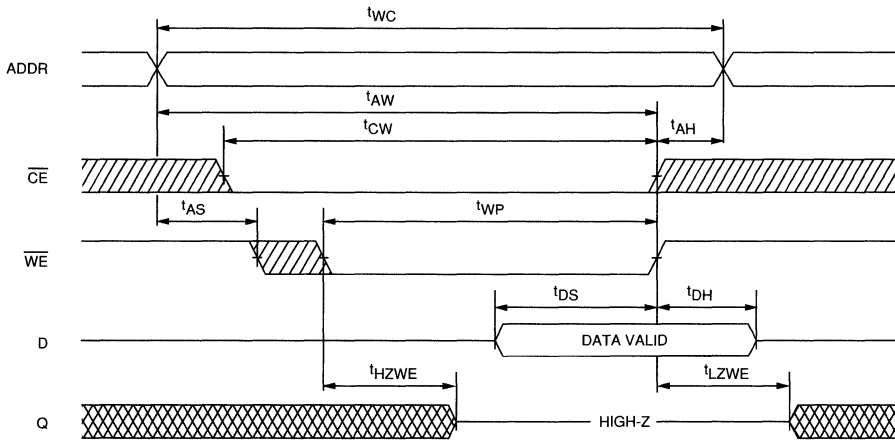 tWC
ADDR
tAW
tCW
tAH
CE
tAS
tWP
WE
tDS
tDH
D
DATA VALID
tHZWE
tLZWE
Q
HIGH-Z